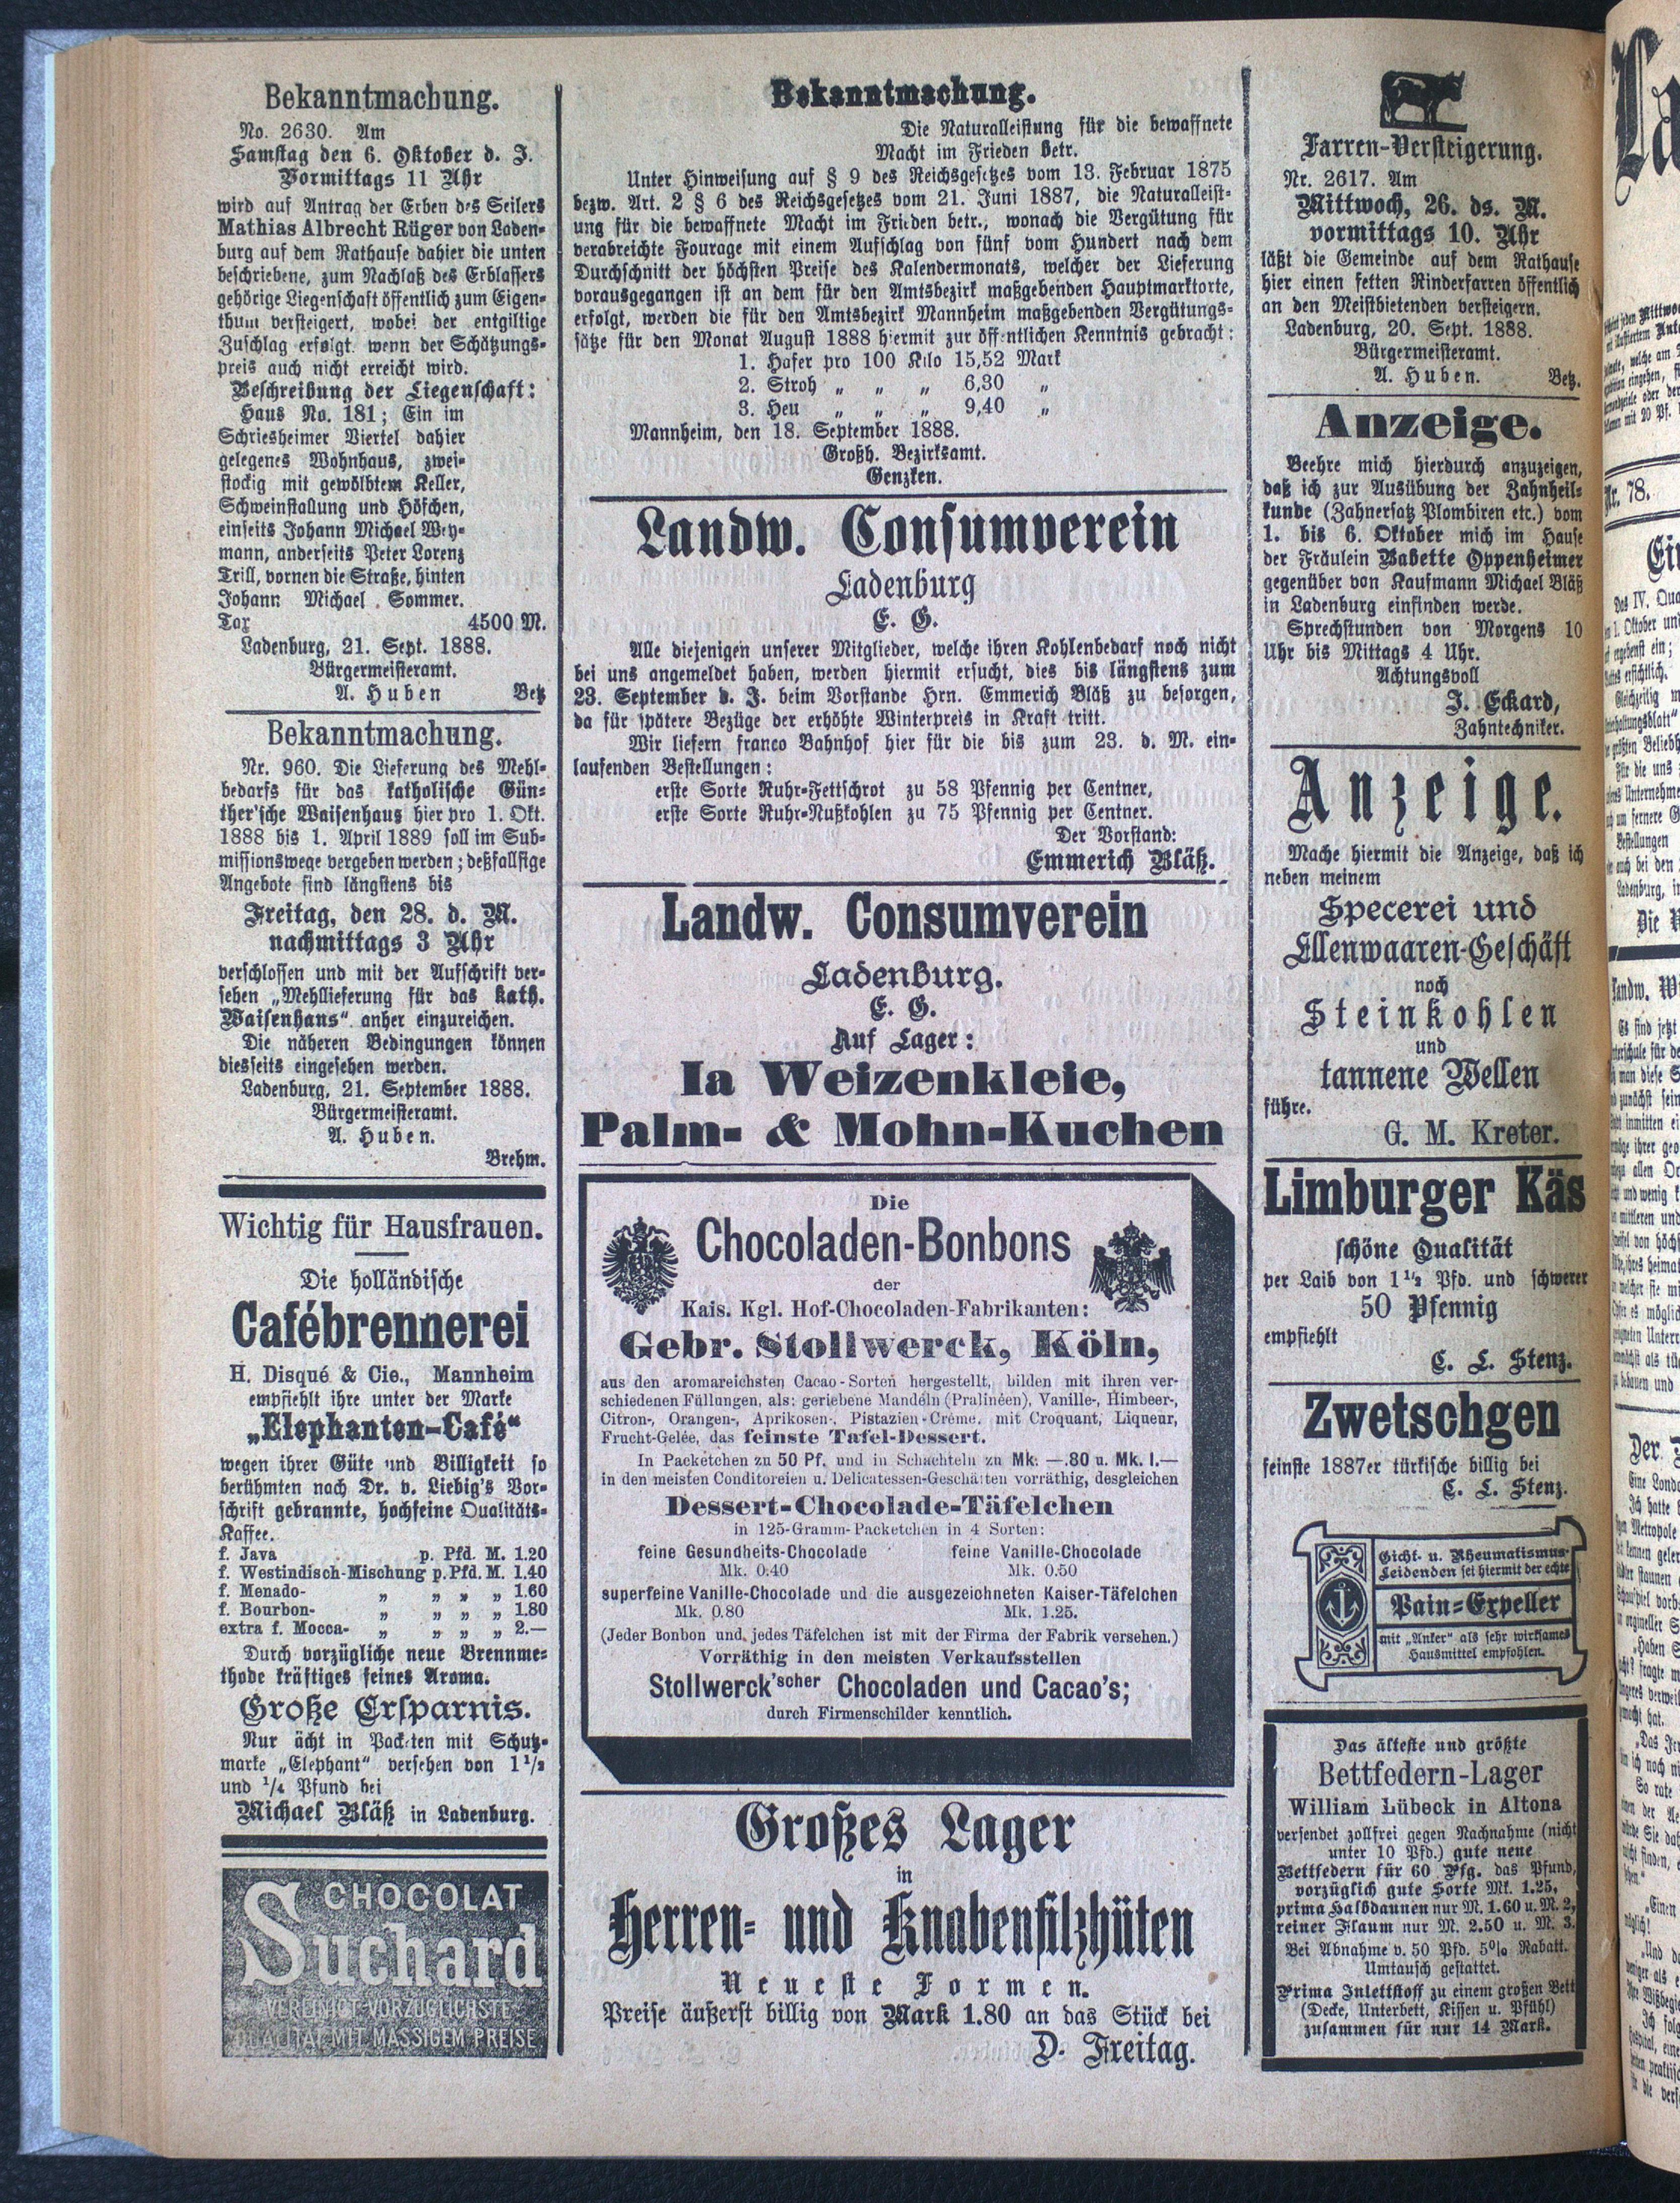 Bekanntmachung.
No. 2630. Am
Samstag den 6. Oktober d. J.
Vormittags 11 Uhr
wird auf Antrag der Erben des Seilers
Mathias Albrecht Rüger von Laden-
burg auf dem Rathause dahier die unten
beschriebene, zum Nachlaß des Erblassers
gehörige Liegenschaft öffentlich zum Eigen-
thum versteigert, wobei der entgiltige
Zuschlag erfolgt. wenn der Schätzungs-
preis auch nicht erreicht wird.
Beschreibung der Liegenschaft:
Haus No. 181; Ein im
Schriesheimer Viertel dahier
gelegenes Wohnhaus, zwei-
stockig mit gewölbtem Keller,
Schweinstallung und Höfchen,
einseits Johann Michael Wey-
mann, anderseits Peter Lorenz
Trill, vornen die Straße, hinten
Johann Michael Sommer.
Tax 4500 M.
Ladenburg, 21. Sept. 1888.
Bürgermeisteramt.
A. Huben Betz
Bekanntmachung.
Nr. 960. Die Lieferung des Mehl-
bedarfs für das katholische Gün-
ther'sche Waisenhaus hier pro 1. Okt.
1888 bis 1. April 1889 soll im Sub-
missionswege vergeben werden; deßfallsige
Angebote sind längstens bis
Freitag, den 28. d. M.
nachmittags 3 Uhr
verschlossen und mit der Aufschrift ver-
sehen „Mehllieferung für das kath.
Waisenhaus“ anher einzureichen.
Die näheren Bedingungen können
diesseits eingesehen werden.
Ladenburg, 21. September 1888.
Bürgermeisteramt.
A. Huben.
Brehm.
Wichtig für Hausfrauen.
Die holländische
Cafébrennerei
H. Disqué & Cie., Mannheim
empfiehlt ihre unter der Marke
„Elephanten-Café“
wegen ihrer Güte und Billigkeit so
berühmten nach Dr. v. Liebig's Vor-
schrift gebrannte, hochfeine Qualitäts-
Kaffee.
f. Java p. Pfd. M. 1.20
f. Westindisch-Mischung p. Pfd. M. 1.40
f. Menado- „ „ „ „ 1.60
f. Bourbon- „ „ „ „ 1.80
extra f. Mocca- „ „ „ „ 2.—
Durch vorzügliche neue Brennme-
thode kräftiges feines Aroma.
Große Ersparnis.
Nur ächt in Packeten mit Schutz-
marke „Elephant“ versehen von 1 1/2
und 1/4 Pfund bei
Michael Bläß in Ladenburg.
CHOCOLAT
Suchard
VEREINIGT VORZÜGLICHSTE
QUALITÄT MIT MÄSSIGEM PREISE
Bekanntmachung.
Die Naturalleistung für die bewaffnete
Macht im Frieden betr.
Unter Hinweisung auf § 9 des Reichsgesetzes vom 13. Februar 1875
bezw. Art. 2 § 6 des Reichsgesetzes vom 21. Juni 1887, die Naturalleist-
ung für die bewaffnete Macht im Frieden betr., wonach die Vergütung für
verabreichte Fourage mit einem Aufschlag von fünf vom Hundert nach dem
Durchschnitt der höchsten Preise des Kalendermonats, welcher der Lieferung
vorausgegangen ist an dem für den Amtsbezirk maßgebenden Hauptmarktorte,
erfolgt, werden die für den Amtsbezirk Mannheim maßgebenden Vergütungs-
sätze für den Monat August 1888 hiermit zur öffentlichen Kenntnis gebracht:
1. Hafer pro 100 Kilo 15,52 Mark
2. Stroh „ „ „ 6,30 „
3. Heu „ „ „ 9,40 „
Mannheim, den 18. September 1888.
Großh. Bezirksamt.
Genzken.
Landw. Consumverein
Ladenburg
E. G.
Alle diejenigen unserer Mitglieder, welche ihren Kohlenbedarf noch nicht
bei uns angemeldet haben, werden hiermit ersucht, dies bis längstens zum
23. September d. J. beim Vorstande Hrn. Emmerich Bläß zu besorgen,
da für spätere Bezüge der erhöhte Winterpreis in Kraft tritt.
Wir liefern franco Bahnhof hier für die bis zum 23. d. M. ein-
laufenden Bestellungen:
erste Sorte Ruhr-Fettschrot zu 58 Pfennig per Centner,
erste Sorte Ruhr-Nußkohlen zu 75 Pfennig per Centner.
Der Vorstand:
Emmerich Bläß.
Landw. Consumverein
Ladenburg.
E. G.
Auf Lager:
Ia Weizenkleie,
Palm- & Mohn-Kuchen
Die
Chocoladen-Bonbons
der
Kais. Kgl. Hof-Chocoladen-Fabrikanten:
Gebr. Stollwerck, Köln,
aus den aromareichsten Cacao-Sorten hergestellt, bilden mit ihren ver-
schiedenen Füllungen, als: geriebene Mandeln (Pralinéen), Vanille-, Himbeer-,
Citron-, Orangen-, Aprikosen-, Pistazien-Crème, mit Croquant, Liqueur,
Frucht-Gelée, das feinste Tafel-Dessert.
In Packetchen zu 50 Pf. und in Schachteln zu Mk. —.80 u. Mk. 1.—
in den meisten Conditoreien u. Delicatessen-Geschäften vorräthig, desgleichen
Dessert-Chocolade-Täfelchen
in 125-Gramm-Packetchen in 4 Sorten:
feine Gesundheits-Chocolade feine Vanille-Chocolade
Mk. 0.40 Mk. 0.50
superfeine Vanille-Chocolade und die ausgezeichneten Kaiser-Täfelchen
Mk. 0.80 Mk. 1.25.
(Jeder Bonbon und jedes Täfelchen ist mit der Firma der Fabrik versehen.)
Vorräthig in den meisten Verkaufsstellen
Stollwerck'scher Chocoladen und Cacao's;
durch Firmenschilder kenntlich.
Großes Lager
in
Herren- und Knabenfilzhüten
Neueste Formen.
Preise äußerst billig von Mark 1.80 an das Stück bei
D. Freitag.
Farren-Versteigerung.
Nr. 2617. Am
Mittwoch, 26. ds. M.
vormittags 10. Uhr
läßt die Gemeinde auf dem Rathause
hier einen fetten Rinderfarren öffentlich
an den Meistbietenden versteigern.
Ladenburg, 20. Sept. 1888.
Bürgermeisteramt.
A. Huben. Betz.
Anzeige.
Beehre mich hierdurch anzuzeigen,
daß ich zur Ausübung der Zahnheil-
kunde (Zahnersatz Plombiren etc.) vom
1. bis 6. Oktober mich im Hause
der Fräulein Babette Oppenheimer
gegenüber von Kaufmann Michael Bläß
in Ladenburg einfinden werde.
Sprechstunden von Morgens 10
Uhr bis Mittags 4 Uhr.
Achtungsvoll
J. Eckard,
Zahntechniker.
Anzeige.
Mache hiermit die Anzeige, daß ich
neben meinem
Specerei und
Ellenwaaren-Geschäft
noch
Steinkohlen
und
tannene Wellen
führe.
G. M. Kreter.
Limburger Käs
schöne Qualität
per Laib von 1 1/2 Pfd. und schwerer
50 Pfennig
empfiehlt
C. L. Stenz.
Zwetschgen
feinste 1887er türkische billig bei
C. L. Stenz.
Gicht- u. Rheumatismus-
Leidenden sei hiermit der echte
Pain-Expeller
mit „Anker“ als sehr wirksames
Hausmittel empfohlen.
Das älteste und größte
Bettfedern-Lager
William Lübeck in Altona
versendet zollfrei gegen Nachnahme (nicht
unter 10 Pfd.) gute neue
Bettfedern für 60 Pfg. das Pfund,
vorzüglich gute Sorte Mk. 1.25,
prima Halbdaunen nur M. 1.60 u. M. 2,
reiner Flaum nur M. 2.50 u. M. 3.
Bei Abnahme v. 50 Pfd. 5% Rabatt.
Umtausch gestattet.
Prima Inlettstoff zu einem großen Bett
(Decke, Unterbett, Kissen u. Pfühl)
zusammen für nur 14 Mark.
Nr. 78.